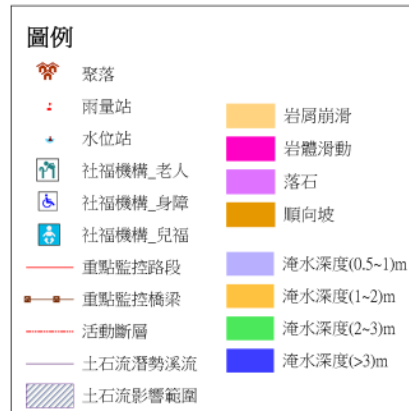 圖例
聚落
雨量站
水位站
社福機構_老人
社福機構_身障
社福機構_兒福
重點監控路段
重點監控橋梁
活動斷層
土石流潛勢溪流
土石流影響範圍
岩屑崩滑
岩體滑動
落石
順向坡
淹水深度(0.5~1)m
淹水深度(1~2)m
淹水深度(2~3)m
淹水深度(>3)m